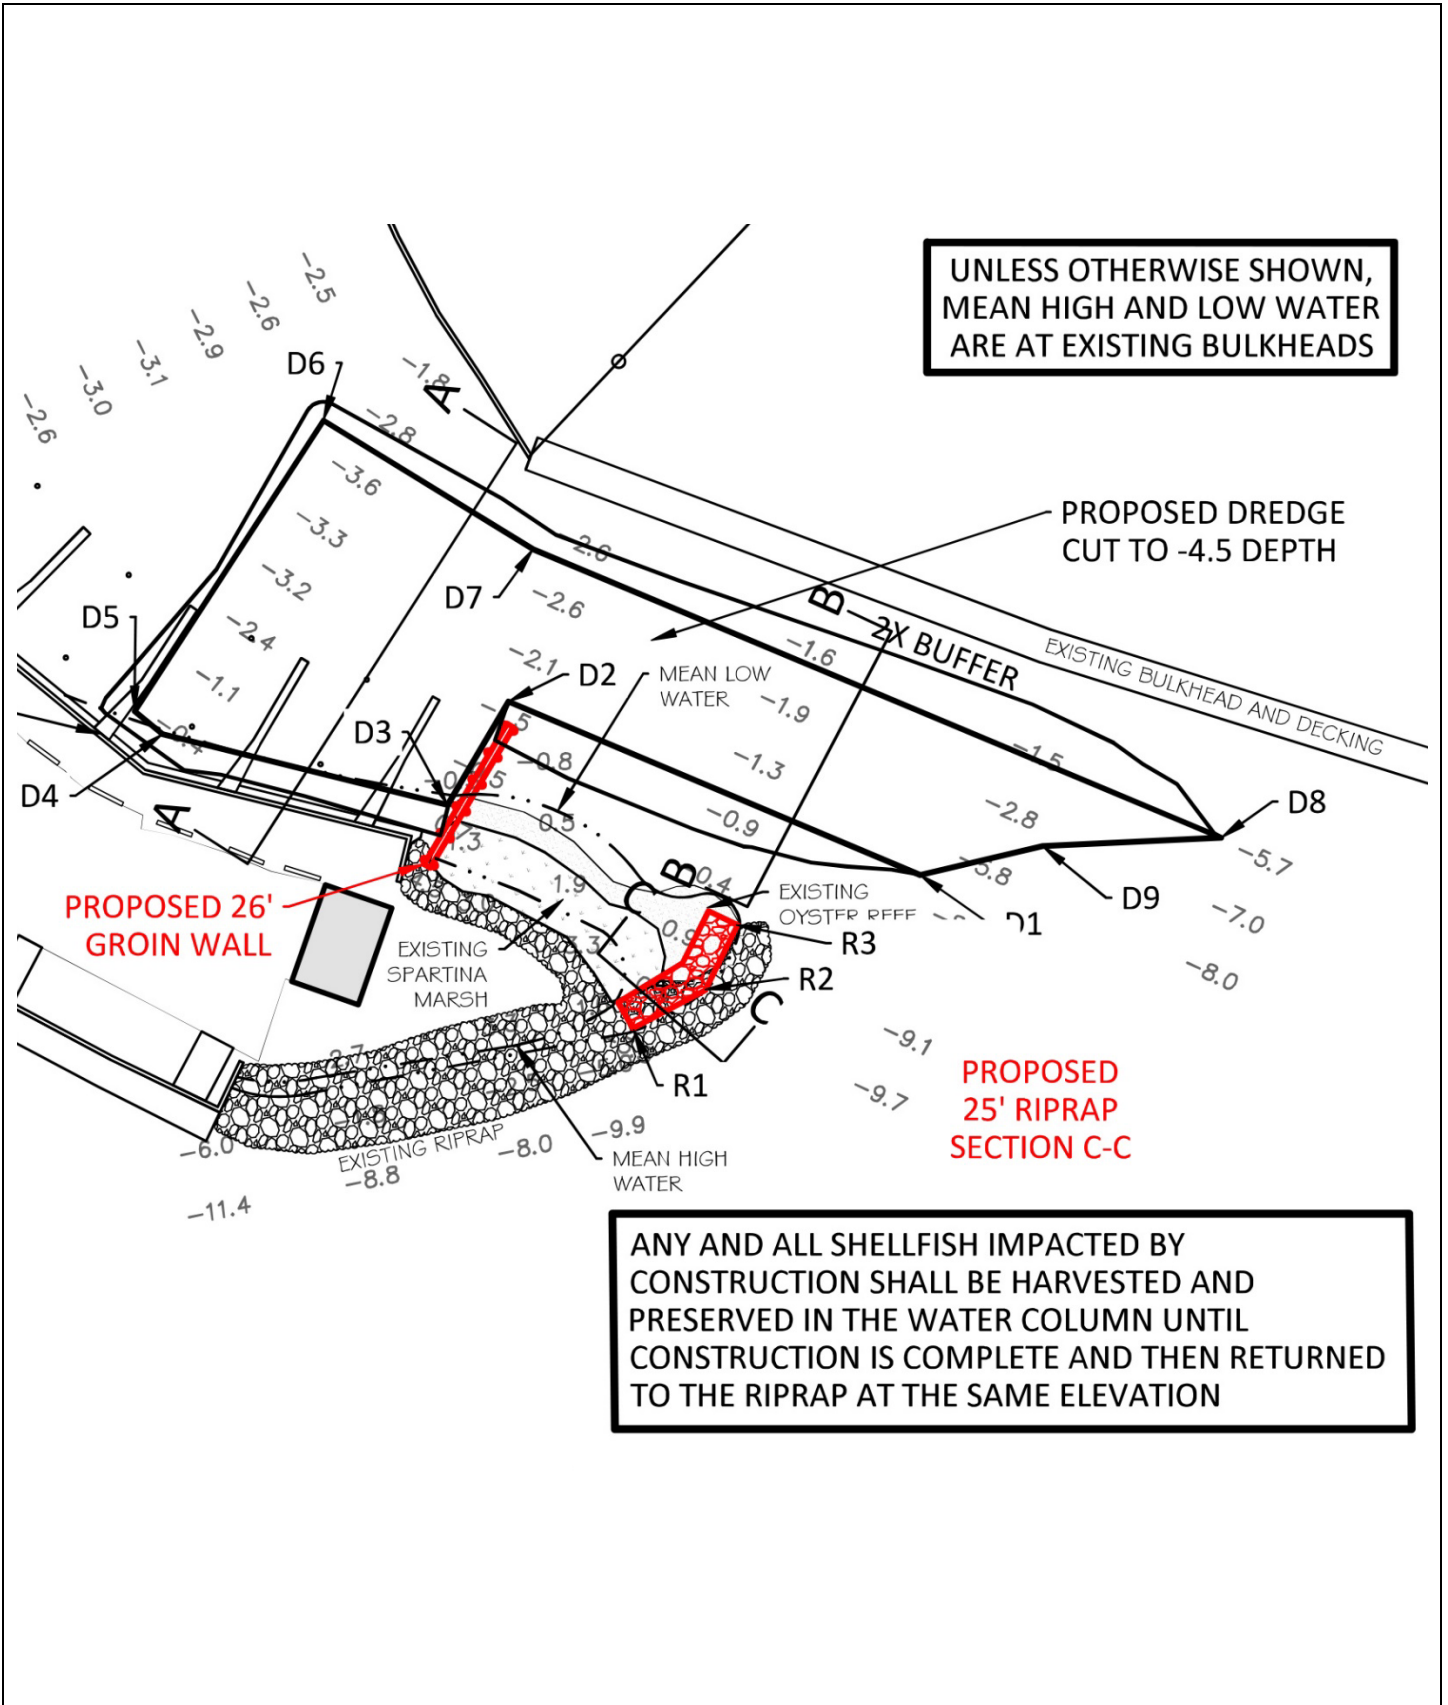 UNLESS OTHERWISE SHOWN,
MEAN HIGH AND LOW WATER
ARE AT EXISTING BULKHEADS
−2.5
−2.6
−2.9
−3.1
−3.0
−2.6
D6
−1.8
A
−2.8
−3.6
−3.3
−3.2
−2.4
−1.1
−0.4
PROPOSED DREDGE
CUT TO -4.5 DEPTH
−2.6
D7
−2.6
−2.1
B
2X BUFFER
−1.6
−1.9
−1.3
−0.9
EXISTING BULKHEAD AND DECKING
−1.5
−2.8
D5
D2
MEAN LOW
WATER
D3
−0.8
D4
A
0.5
1.9
0.4
B
C
D8
−5.7
−7.0
−8.0
D9
D1
EXISTING
OYSTER REEF
R3
R2
C
R1
PROPOSED 26'
GROIN WALL
EXISTING
SPARTINA
MARSH
−9.1
−9.7
PROPOSED
25' RIPRAP
SECTION C-C
−6.0
EXISTING RIPRAP
−8.8
−8.0
−9.9
−11.4
MEAN HIGH
WATER
ANY AND ALL SHELLFISH IMPACTED BY
CONSTRUCTION SHALL BE HARVESTED AND
PRESERVED IN THE WATER COLUMN UNTIL
CONSTRUCTION IS COMPLETE AND THEN RETURNED
TO THE RIPRAP AT THE SAME ELEVATION